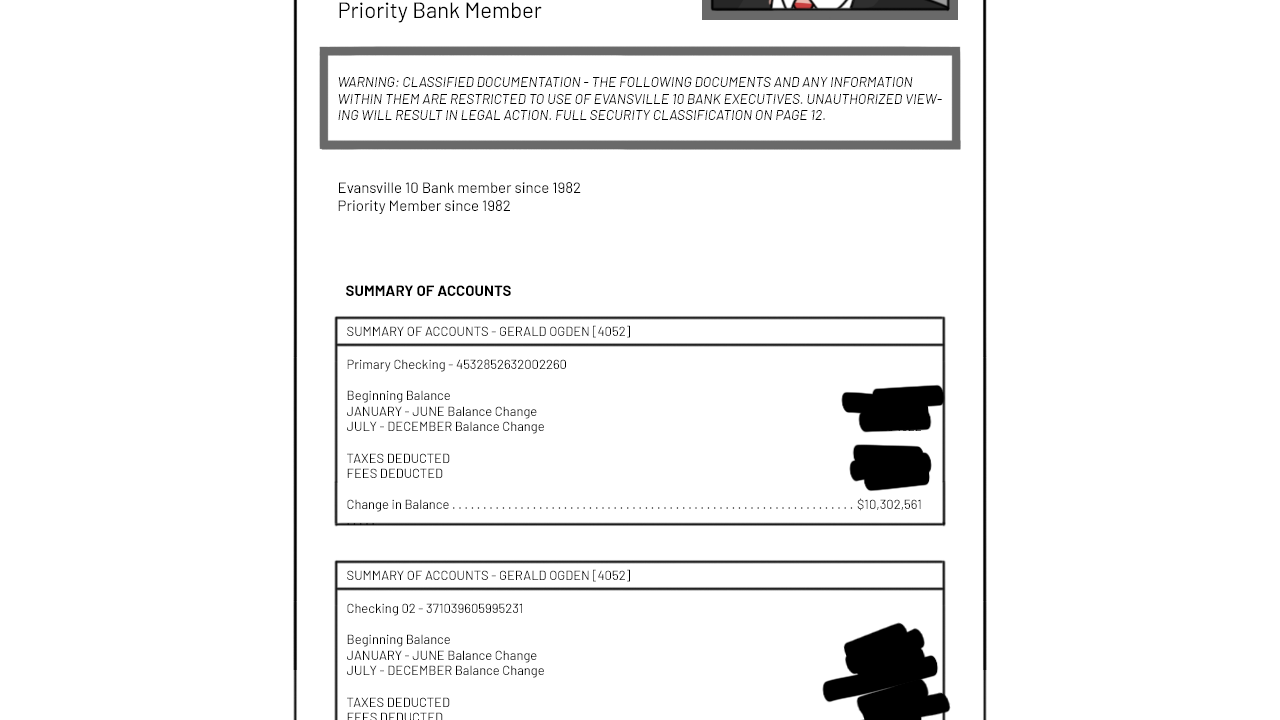 Priority Bank Member
WARNING: CLASSIFIED DOCUMENTATION - THE FOLLOWING DOCUMENTS AND ANY INFORMATION
WITHIN THEM ARE RESTRICTED TO USE OF EVANSVILLE 10 BANK EXECUTIVES. UNAUTHORIZED VIEW-
ING WILL RESULT IN LEGAL ACTION. FULL SECURITY CLASSIFICATION ON PAGE 12.
Evansville 10 Bank member since 1982
Priority Member since 1982
SUMMARY OF ACCOUNTS
SUMMARY OF ACCOUNTS - GERALD OGDEN [4052]
Primary Checking - 4532852632002260
Beginning Balance
JANUARY - JUNE Balance Change
JULY - DECEMBER Balance Change
TAXES DEDUCTED
FEES DEDUCTED
Change in Balance . . . . . . . . . . . . . . . . . . . . . . . . . . . . . . . . . . . . . . . . . . . . . . . . . . . . . . . . . . . . . . . . . . $10,302,561
SUMMARY OF ACCOUNTS - GERALD OGDEN [4052]
Checking 02 - 371039605995231
Beginning Balance
JANUARY - JUNE Balance Change
JULY - DECEMBER Balance Change
TAXES DEDUCTED
FEES DEDUCTED